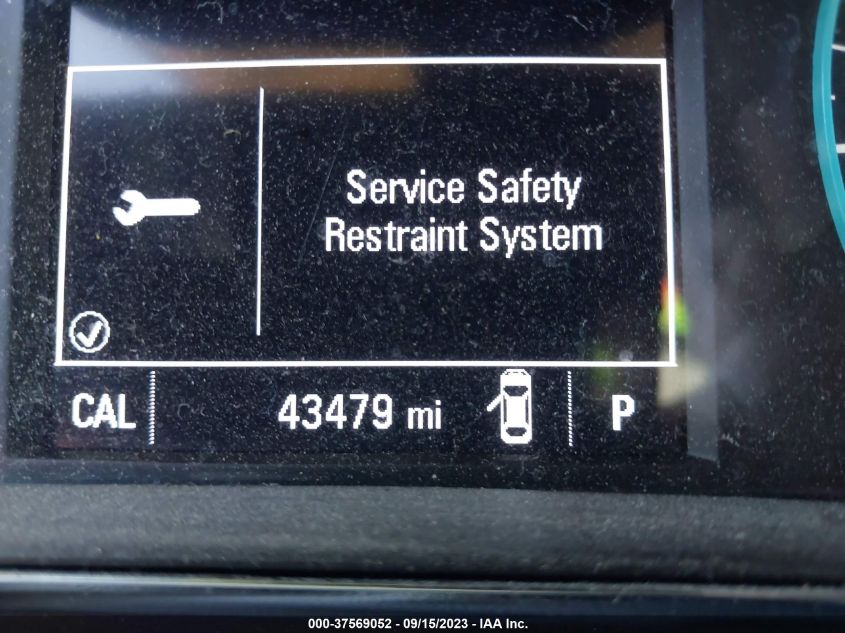 Service Safety
Restraint System
CAL 43479 mi P
000-37569052 - 09/15/2023 - IAA Inc.